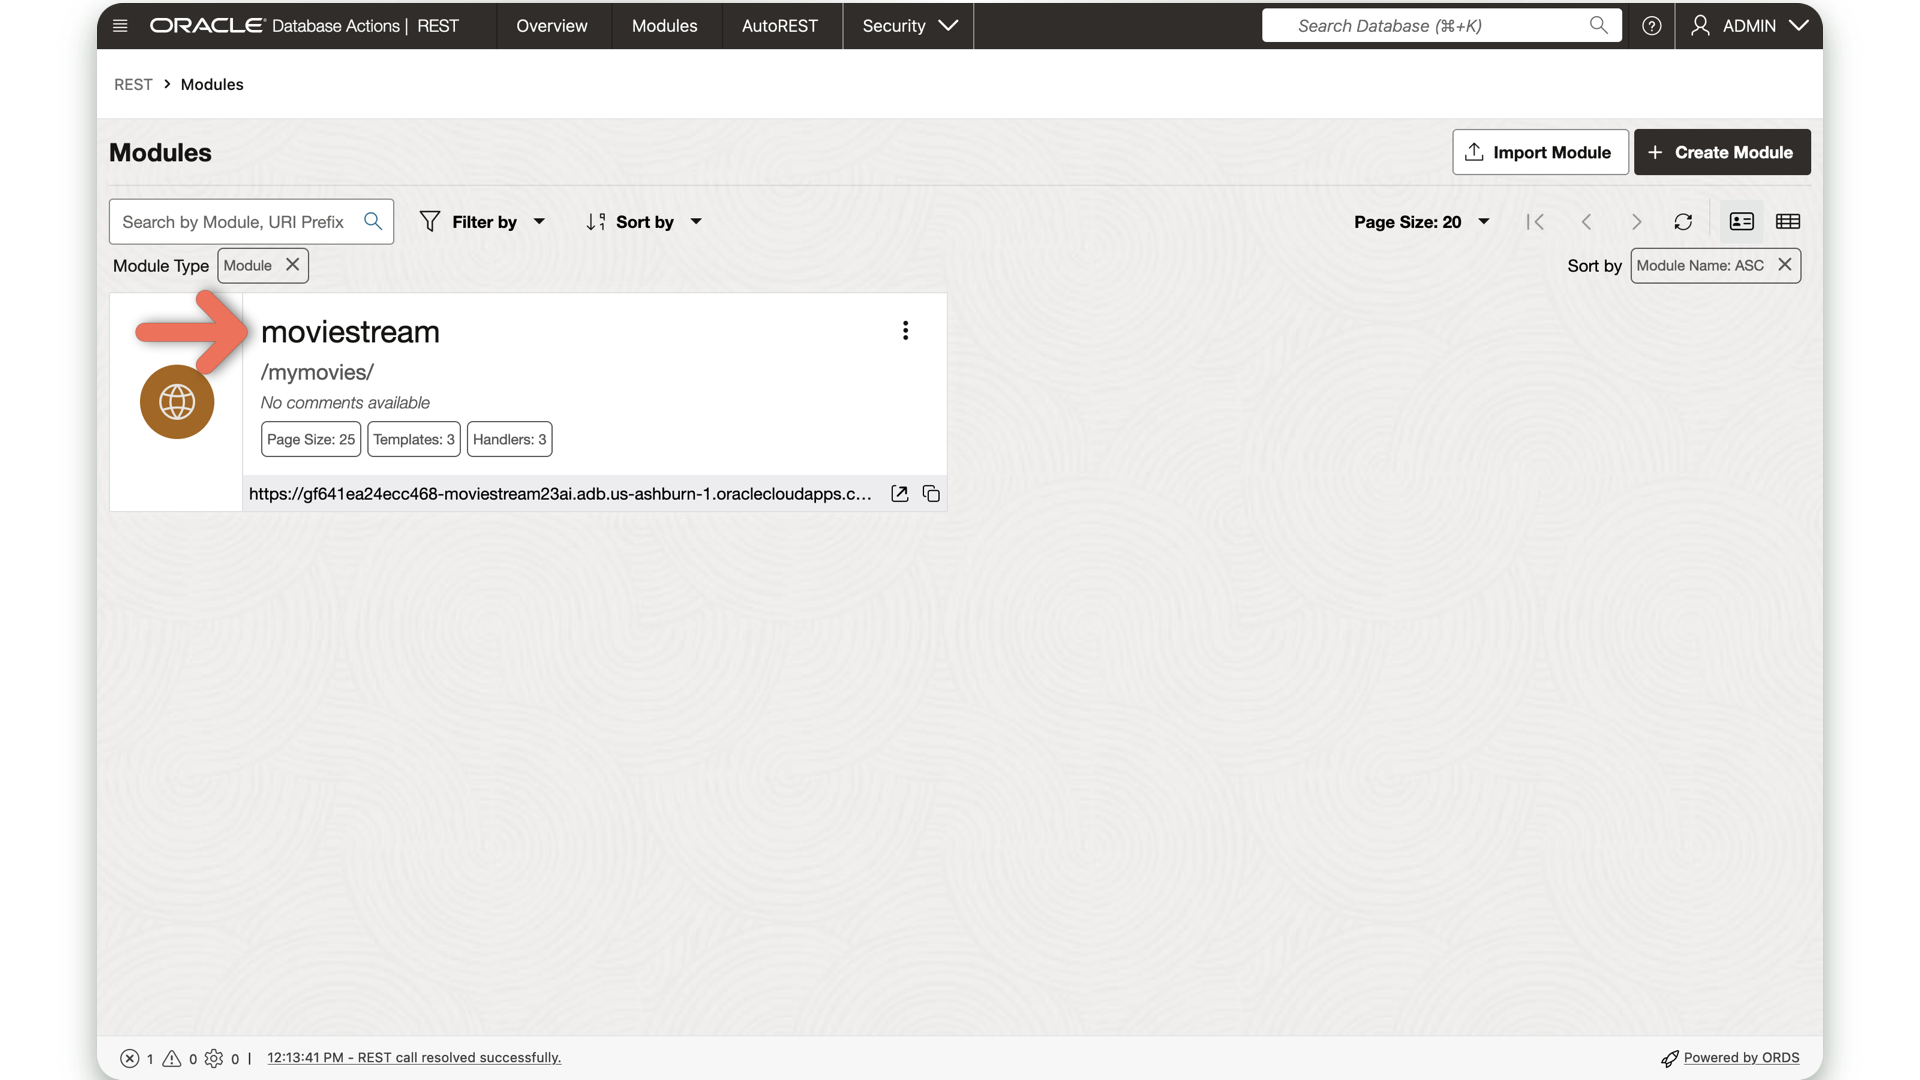 ORACLE Database Actions | REST Overview Modules AutoREST Security Search Database (⌘+K) ADMIN
REST > Modules
Modules
Import Module
+ Create Module
Search by Module, URI Prefix Filter by Sort by Page Size: 20
Module Type Module Sort by Module Name: ASC
moviestream
/mymovies/
No comments available
Page Size: 25 Templates: 3 Handlers: 3
https://gf641ea24ecc468-moviestream23ai.adb.us-ashburn-1.oraclecloudapps.c...
1 0 0 | 12:13:41 PM - REST call resolved successfully. Powered by ORDS